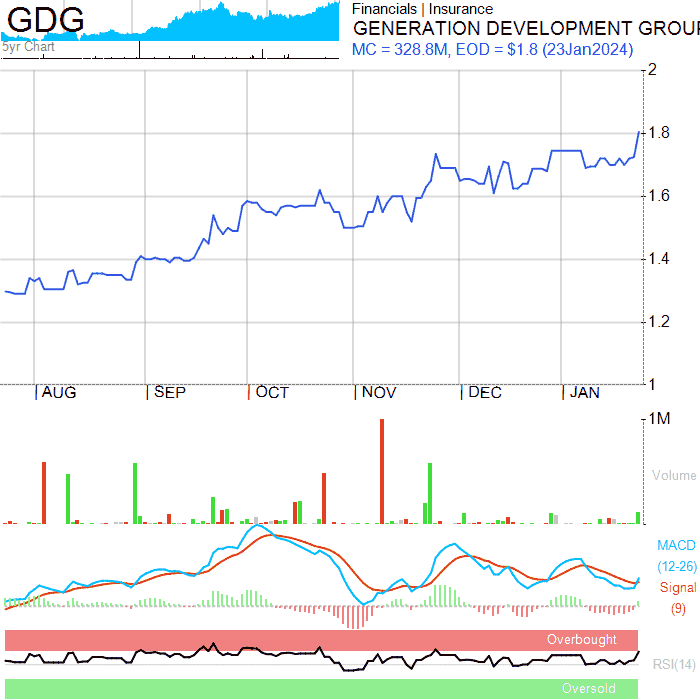 GDG
5yr Chart
Financials | Insurance
GENERATION DEVELOPMENT GROU
MC = 328.8M, EOD = $1.8 (23Jan2024)
2
1.8
1.6
1.4
1.2
1
AUG SEP OCT NOV DEC JAN
1M
Volume
MACD
(12-26)
Signal
(9)
Overbought
RSI(14)
Oversold